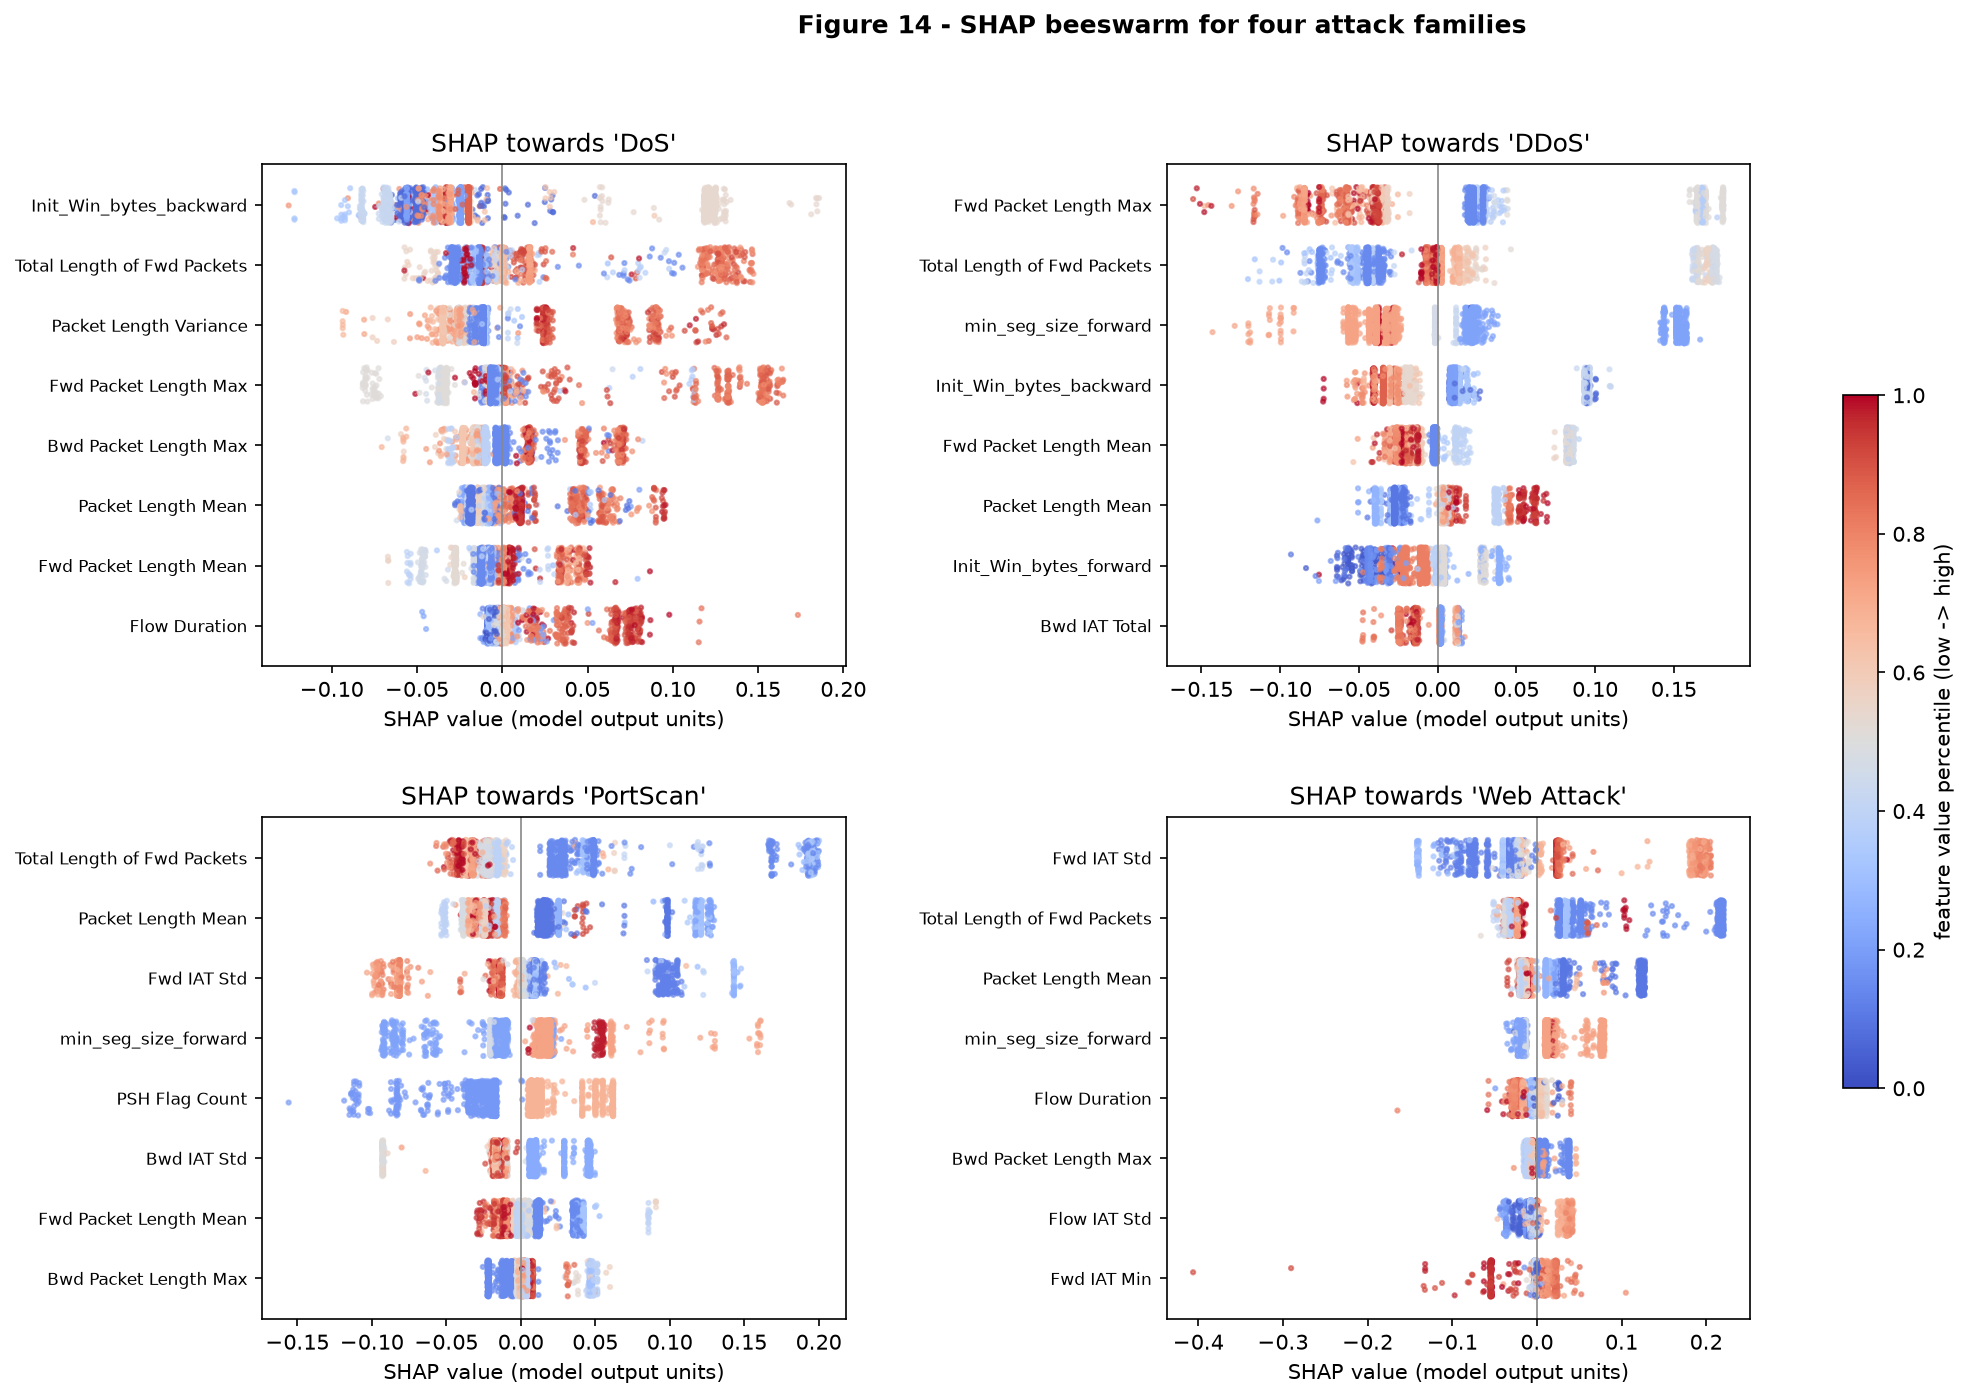 Figure 14 - SHAP beeswarm for four attack families
SHAP towards 'DoS'
Init_Win_bytes_backward
Total Length of Fwd Packets
Packet Length Variance
Fwd Packet Length Max
Bwd Packet Length Max
Packet Length Mean
Fwd Packet Length Mean
Flow Duration
−0.10 −0.05 0.00 0.05 0.10 0.15 0.20
SHAP value (model output units)
SHAP towards 'DDoS'
Fwd Packet Length Max
Total Length of Fwd Packets
min_seg_size_forward
Init_Win_bytes_backward
Fwd Packet Length Mean
Packet Length Mean
Init_Win_bytes_forward
Bwd IAT Total
−0.15 −0.10 −0.05 0.00 0.05 0.10 0.15
SHAP value (model output units)
SHAP towards 'PortScan'
Total Length of Fwd Packets
Packet Length Mean
Fwd IAT Std
min_seg_size_forward
PSH Flag Count
Bwd IAT Std
Fwd Packet Length Mean
Bwd Packet Length Max
−0.15 −0.10 −0.05 0.00 0.05 0.10 0.15 0.20
SHAP value (model output units)
SHAP towards 'Web Attack'
Fwd IAT Std
Total Length of Fwd Packets
Packet Length Mean
min_seg_size_forward
Flow Duration
Bwd Packet Length Max
Flow IAT Std
Fwd IAT Min
−0.4 −0.3 −0.2 −0.1 0.0 0.1 0.2
SHAP value (model output units)
1.0
0.8
0.6
0.4
0.2
0.0
feature value percentile (low -> high)